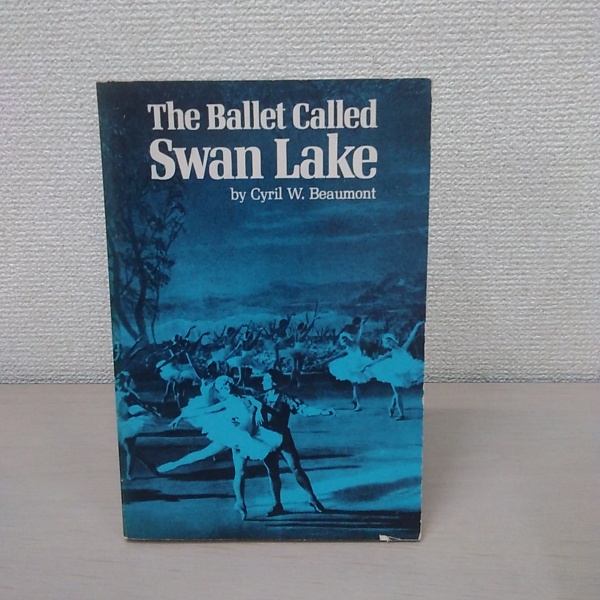 The Ballet Called
Swan Lake
by Cyril W. Beaumont